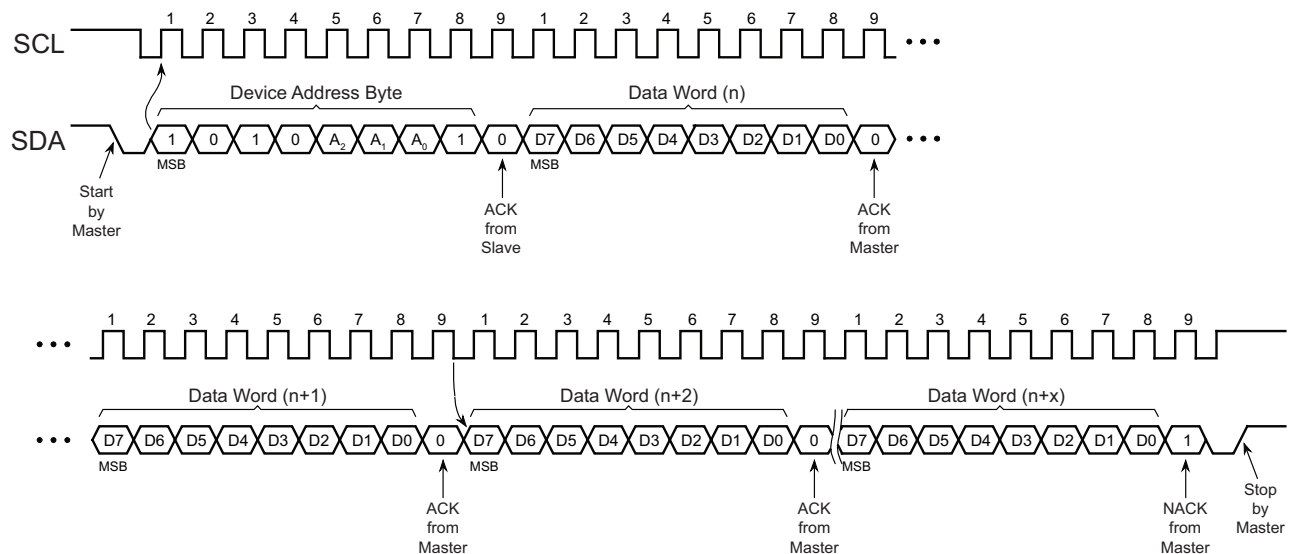 1 2 3 4 5 6 7 8 9 1 2 3 4 5 6 7 8 9
SCL
Device Address Byte Data Word (n)
SDA 1 0 1 0 A₂ A₁ A₀ 1 0 D7 D6 D5 D4 D3 D2 D1 D0 0
MSB MSB
Start
by
Master
ACK
from
Slave
ACK
from
Master
1 2 3 4 5 6 7 8 9 1 2 3 4 5 6 7 8 9 1 2 3 4 5 6 7 8 9
Data Word (n+1) Data Word (n+2) Data Word (n+x)
D7 D6 D5 D4 D3 D2 D1 D0 0 D7 D6 D5 D4 D3 D2 D1 D0 0 D7 D6 D5 D4 D3 D2 D1 D0 1
MSB MSB MSB
ACK
from
Master
ACK
from
Master
NACK
from
Master
Stop
by
Master